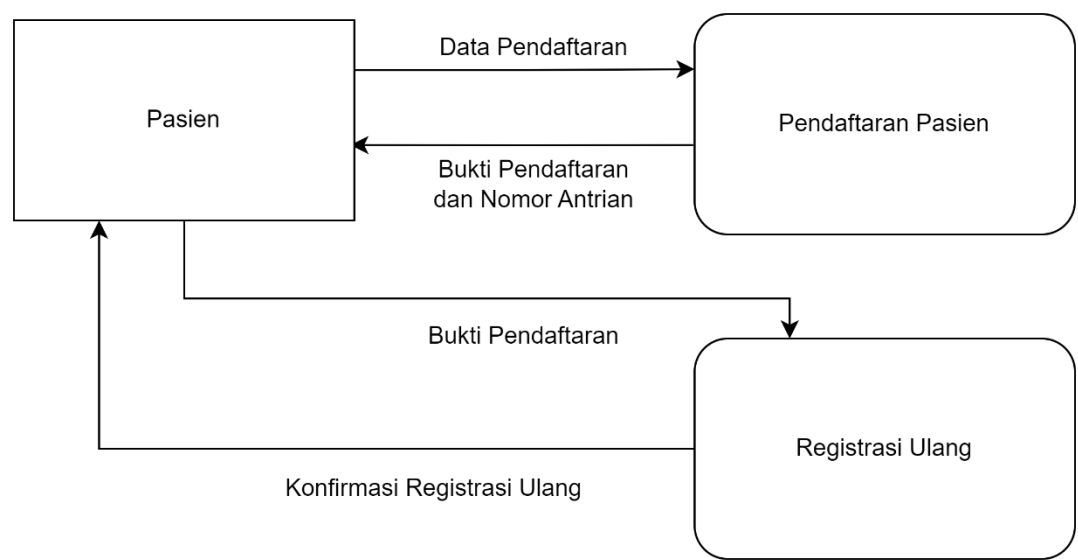 Data Pendaftaran
Pasien
Pendaftaran Pasien
Bukti Pendaftaran
dan Nomor Antrian
Bukti Pendaftaran
Registrasi Ulang
Konfirmasi Registrasi Ulang